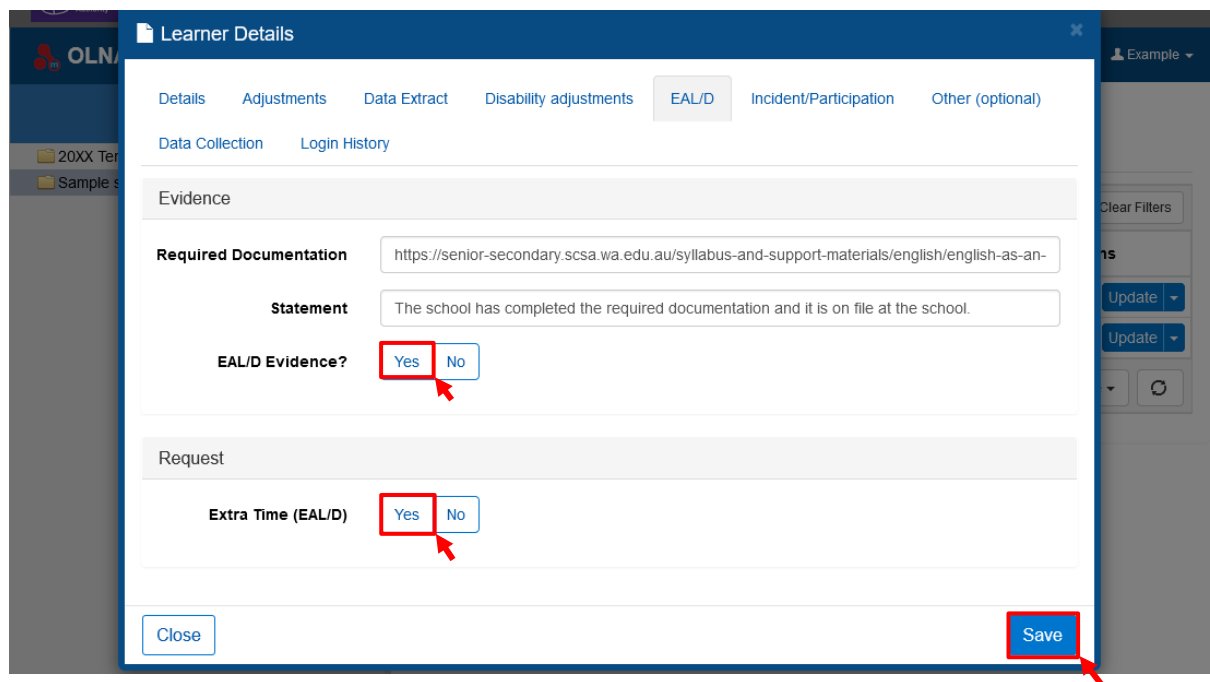 Learner Details ×
OLNA
Example
Details Adjustments Data Extract Disability adjustments EAL/D Incident/Participation Other (optional)
Data Collection Login History
20XX Ter
Sample s
Evidence
Clear Filters
Required Documentation https://senior-secondary.scsa.wa.edu.au/syllabus-and-support-materials/english/english-as-an-
ns
Statement The school has completed the required documentation and it is on file at the school.
Update
EAL/D Evidence? Yes No
Update
Request
Extra Time (EAL/D) Yes No
Close Save